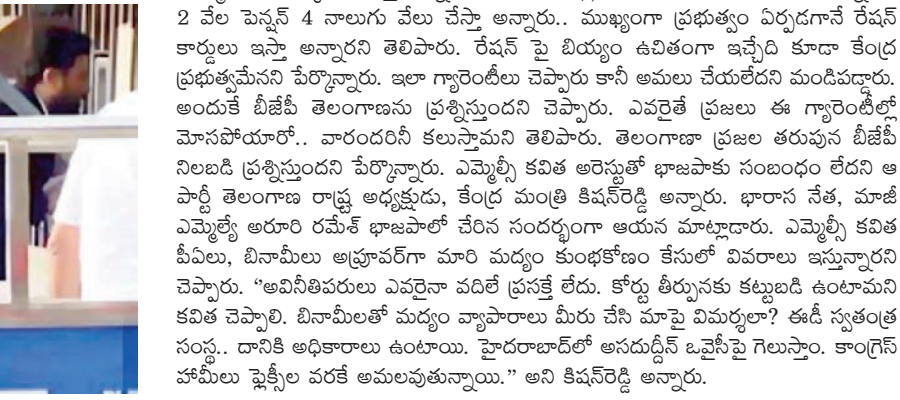 2 వేల పెన్షన్ 4 నాలుగు వేలు చేస్తా అన్నారు.. ముఖ్యంగా ప్రభుత్వం ఏర్పడగానే రేషన్
కార్డులు ఇస్తా అన్నారని తెలిపారు. రేషన్ పై బియ్యం ఉచితంగా ఇచ్చేది కూడా కేంద్ర
ప్రభుత్వమేనని పేర్కొన్నారు. ఇలా గ్యారెంటీలు చెప్పారు కానీ అమలు చేయలేదని మండిపడ్డారు.
అందుకే బీజేపీ తెలంగాణను ప్రశ్నిస్తుందని చెప్పారు. ఎవరైతే ప్రజలు ఈ గ్యారెంటీల్లో
మోసపోయారో.. వారందరినీ కలుస్తామని తెలిపారు. తెలంగాణా ప్రజల తరుపున బీజేపీ
నిలబడి ప్రశ్నిస్తుందని పేర్కొన్నారు. ఎమ్మెల్సీ కవిత అరెస్టుతో భాజపాకు సంబంధం లేదని ఆ
పార్టీ తెలంగాణ రాష్ట్ర అధ్యక్షుడు, కేంద్ర మంత్రి కిషన్‌రెడ్డి అన్నారు. భారాస నేత, మాజీ
ఎమ్మెల్యే అరూరి రమేశ్ భాజపాలో చేరిన సందర్భంగా ఆయన మాట్లాడారు. ఎమ్మెల్సీ కవిత
పీఏలు, బినామీలు అప్రూవర్‌గా మారి మద్యం కుంభకోణం కేసులో వివరాలు ఇస్తున్నారని
చెప్పారు. ‘‘అవినీతిపరులు ఎవరైనా వదిలే ప్రసక్తే లేదు. కోర్టు తీర్పునకు కట్టుబడి ఉంటామని
కవిత చెప్పాలి. బినామీలతో మద్యం వ్యాపారాలు మీరు చేసి మాపై విమర్శలా? ఈడీ స్వతంత్ర
సంస్థ.. దానికి అధికారాలు ఉంటాయి. హైదరాబాద్‌లో అసదుద్దీన్ ఒవైసీపై గెలుస్తాం. కాంగ్రెస్
హామీలు ఫ్లెక్సీల వరకే అమలవుతున్నాయి.’’ అని కిషన్‌రెడ్డి అన్నారు.